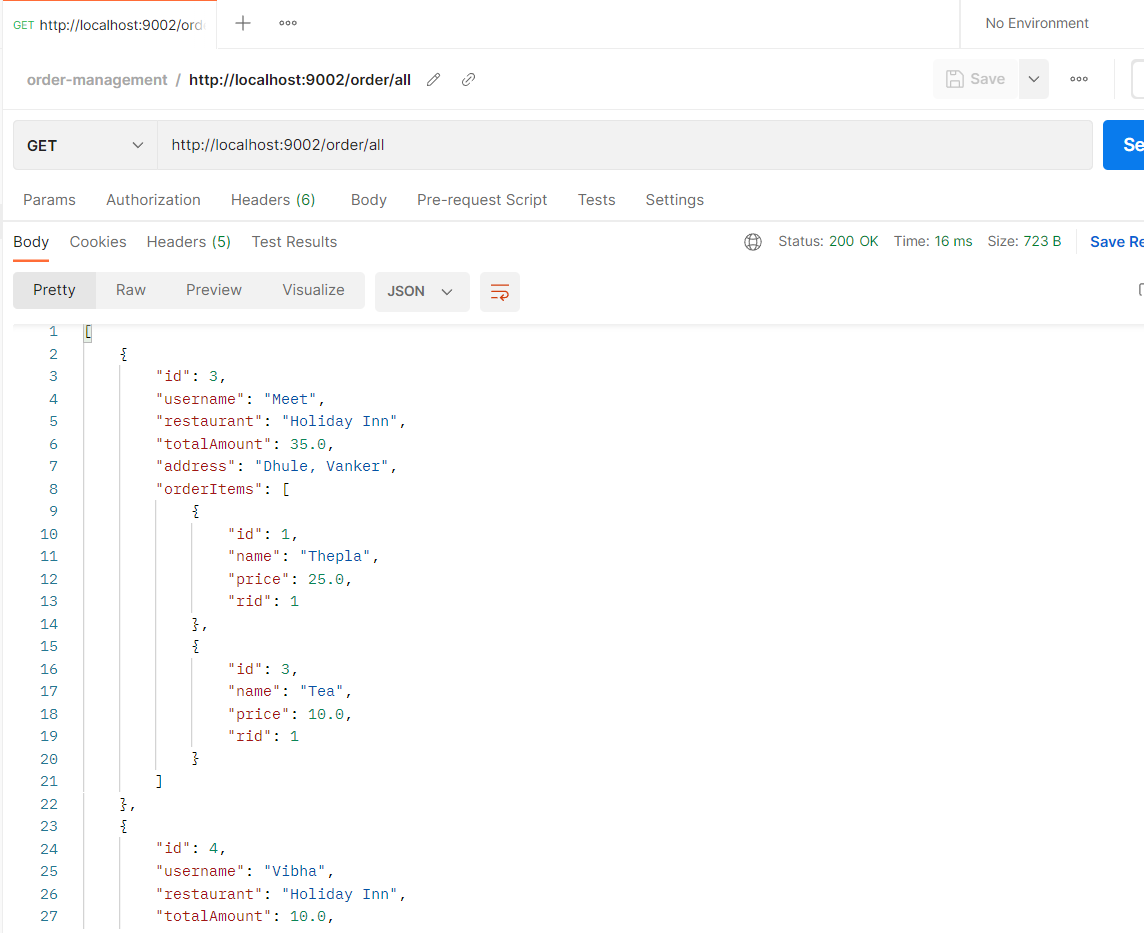 GET http://localhost:9002/orde
No Environment
order-management / http://localhost:9002/order/all
Save
GET http://localhost:9002/order/all
Params Authorization Headers (6) Body Pre-request Script Tests Settings
Body Cookies Headers (5) Test Results Status: 200 OK Time: 16 ms Size: 723 B Save Re
Pretty Raw Preview Visualize JSON
1 [
2 {
3 "id": 3,
4 "username": "Meet",
5 "restaurant": "Holiday Inn",
6 "totalAmount": 35.0,
7 "address": "Dhule, Vanker",
8 "orderItems": [
9 {
10 "id": 1,
11 "name": "Thepla",
12 "price": 25.0,
13 "rid": 1
14 },
15 {
16 "id": 3,
17 "name": "Tea",
18 "price": 10.0,
19 "rid": 1
20 }
21 ]
22 },
23 {
24 "id": 4,
25 "username": "Vibha",
26 "restaurant": "Holiday Inn",
27 "totalAmount": 10.0,